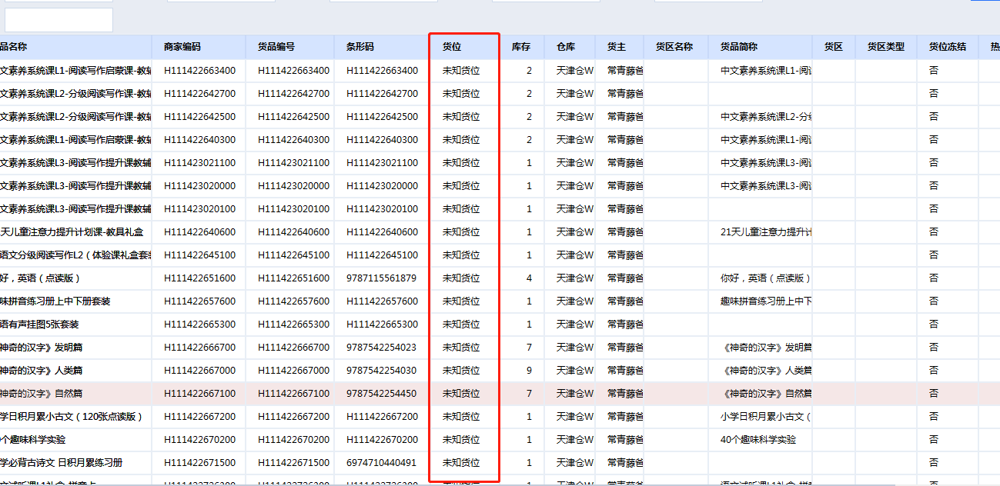 品名称 商家编码 货品编号 条形码 货位 库存 仓库 货主 货区名称 货品简称 货区 货区类型 货位冻结 热
文素养系统课L1-阅读写作启蒙课-教辅 H111422663400 H111422663400 H111422663400 未知货位 2 天津仓W 常青藤爸 中文素养系统课L1-阅读 否
文素养系统课L2-分级阅读写作课-教辅 H111422642700 H111422642700 H111422642700 未知货位 2 天津仓W 常青藤爸 否
文素养系统课L2-分级阅读写作课-教辅 H111422642500 H111422642500 H111422642500 未知货位 2 天津仓W 常青藤爸 中文素养系统课L2-分级 否
文素养系统课L1-阅读写作启蒙课-教辅 H111422640300 H111422640300 H111422640300 未知货位 2 天津仓W 常青藤爸 中文素养系统课L1-阅读 否
文素养系统课L3-阅读写作提升课教辅 H111423021100 H111423021100 H111423021100 未知货位 1 天津仓W 常青藤爸 中文素养系统课L3-阅读 否
文素养系统课L3-阅读写作提升课教辅 H111423020000 H111423020000 H111423020000 未知货位 1 天津仓W 常青藤爸 中文素养系统课L3-阅读 否
文素养系统课L3-阅读写作提升课教辅 H111423020100 H111423020100 H111423020100 未知货位 1 天津仓W 常青藤爸 否
天儿童注意力提升计划课-教具礼盒 H111422640600 H111422640600 H111422640600 未知货位 1 天津仓W 常青藤爸 21天儿童注意力提升计 否
语文分级阅读写作L2（体验课礼盒套装 H111422645100 H111422645100 H111422645100 未知货位 1 天津仓W 常青藤爸 否
好，英语（点读版） H111422651600 H111422651600 9787115561879 未知货位 4 天津仓W 常青藤爸 你好，英语（点读版） 否
味拼音练习册上中下册套装 H111422657600 H111422657600 H111422657600 未知货位 1 天津仓W 常青藤爸 趣味拼音练习册上中下 否
语有声挂图5张套装 H111422665300 H111422665300 H111422665300 未知货位 1 天津仓W 常青藤爸 否
神奇的汉字》发明篇 H111422666700 H111422666700 9787542254023 未知货位 7 天津仓W 常青藤爸 《神奇的汉字》发明篇 否
神奇的汉字》人类篇 H111422667000 H111422667000 9787542254030 未知货位 9 天津仓W 常青藤爸 《神奇的汉字》人类篇 否
神奇的汉字》自然篇 H111422667100 H111422667100 9787542254450 未知货位 7 天津仓W 常青藤爸 《神奇的汉字》自然篇 否
学日积月累小古文（120张点读版） H111422667200 H111422667200 H111422667200 未知货位 1 天津仓W 常青藤爸 小学日积月累小古文（ 否
个趣味科学实验 H111422670200 H111422670200 H111422670200 未知货位 1 天津仓W 常青藤爸 40个趣味科学实验 否
学必背古诗文 日积月累练习册 H111422671500 H111422671500 6974710440491 未知货位 1 天津仓W 常青藤爸 否